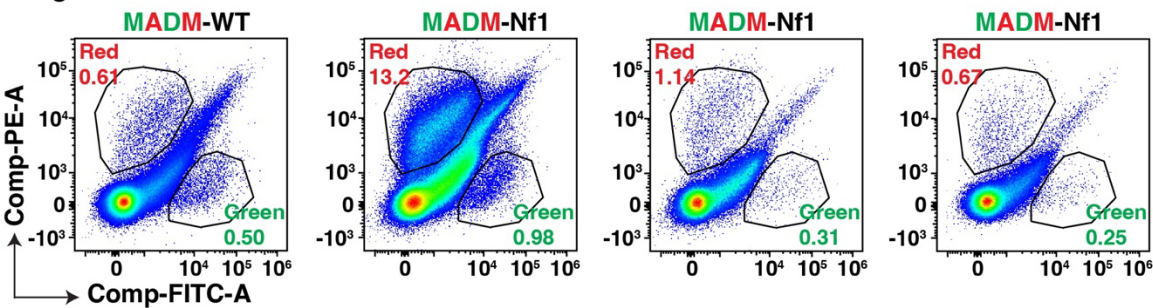 MADM-WT
MADM-Nf1
MADM-Nf1
MADM-Nf1
Red
0.61
Red
13.2
Red
1.14
Red
0.67
10⁵
10⁴
10³
0
-10³
10⁵
10⁴
10³
0
-10³
10⁵
10⁴
10³
0
-10³
10⁵
10⁴
10³
0
-10³
Green
0.50
Green
0.98
Green
0.31
Green
0.25
0 10⁴ 10⁵ 10⁶
0 10⁴ 10⁵ 10⁶
0 10⁴ 10⁵ 10⁶
0 10⁴ 10⁵ 10⁶
Comp-PE-A
Comp-FITC-A